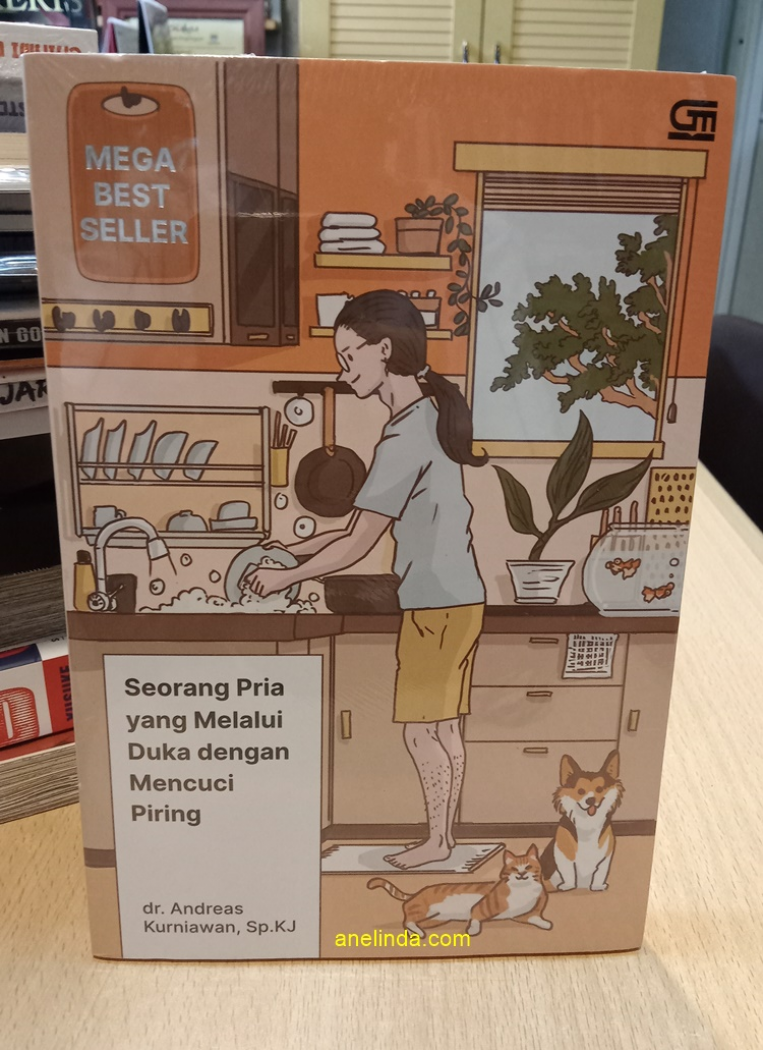 MEGA
BEST
SELLER
Seorang Pria
yang Melalui
Duka dengan
Mencuci
Piring
dr. Andreas
Kurniawan, Sp.KJ
anelinda.com